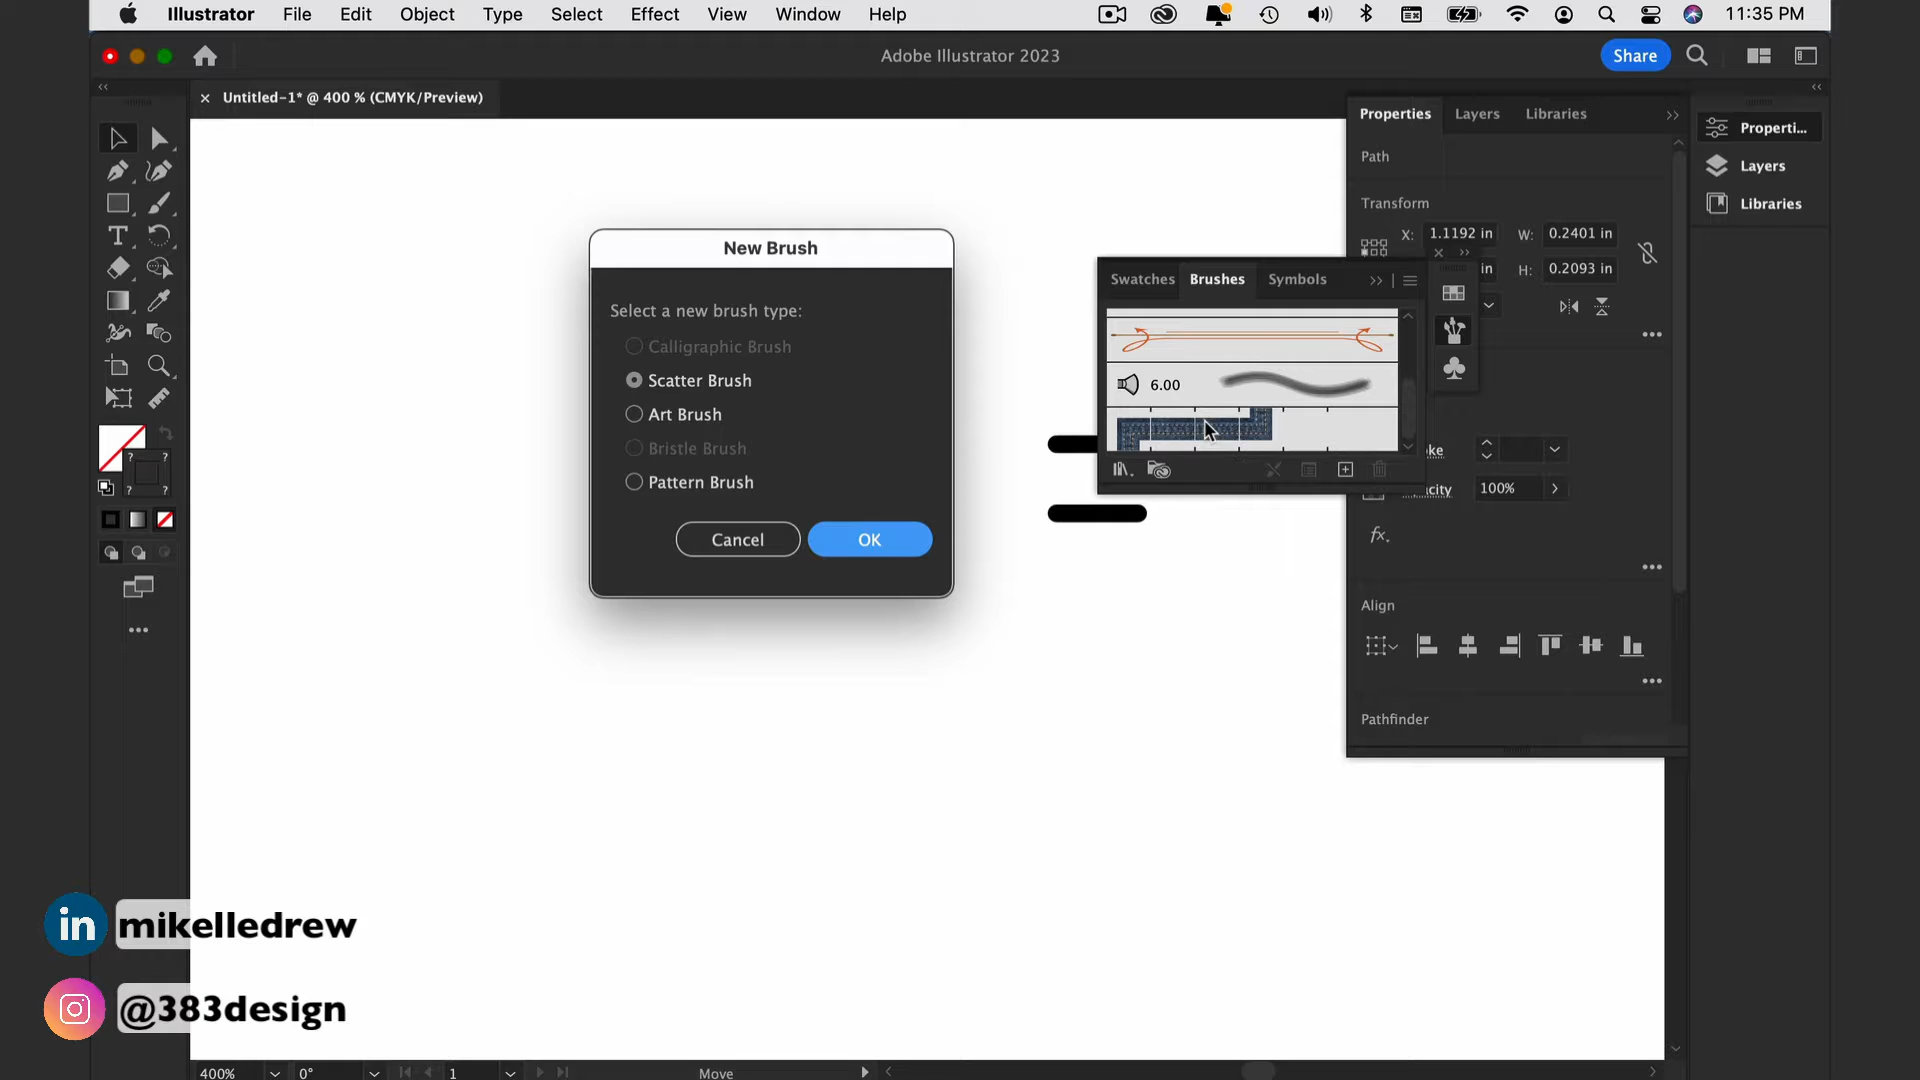 Illustrator File Edit Object Type Select Effect View Window Help 11:35 PM
Adobe Illustrator 2023
Share
Untitled-1* @ 400 % (CMYK/Preview)
Properties Layers Libraries
Properti...
Layers
Libraries
Path
Transform
X: 1.1192 in W: 0.2401 in
in H: 0.2093 in
New Brush
Select a new brush type:
Calligraphic Brush
Scatter Brush
Art Brush
Bristle Brush
Pattern Brush
Cancel OK
Swatches Brushes Symbols
6.00
ke
acity 100%
fx.
Align
Pathfinder
T
? ?
? ?
in mikelledrew
@383design
400% 0° 1 Move